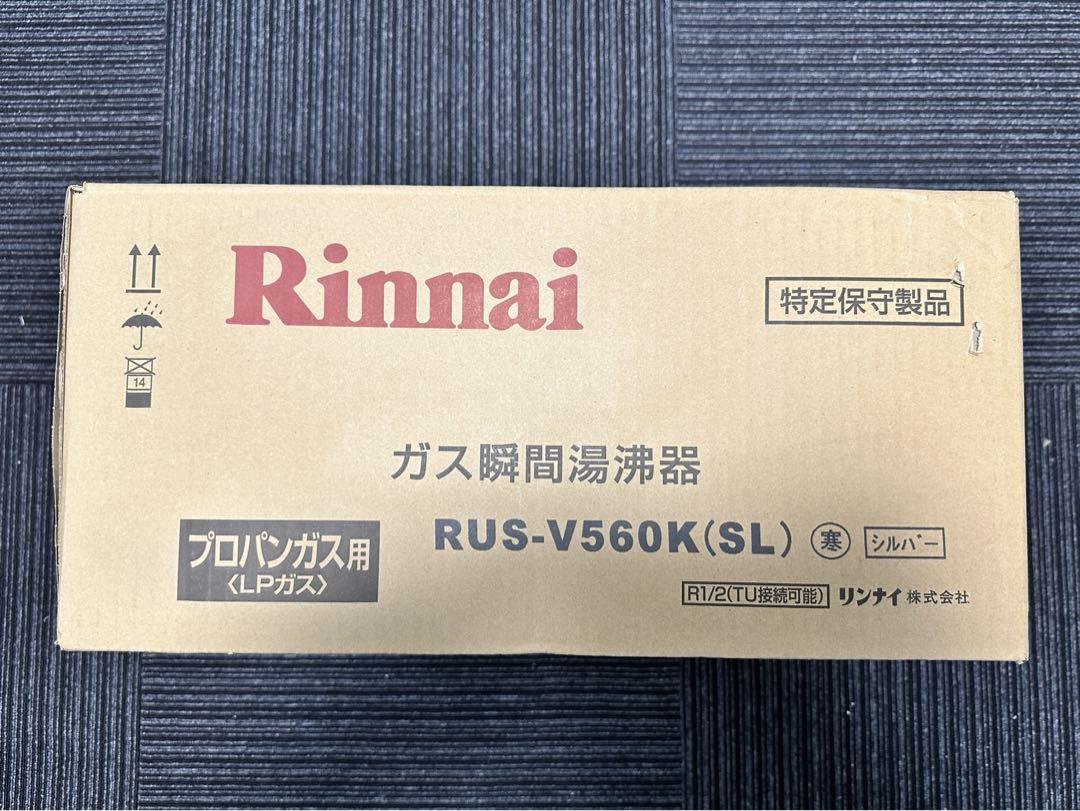 Rinnai
特定保守製品
14
ガス瞬間湯沸器
プロパンガス用
〈LPガス〉
RUS-V560K(SL) 寒 シルバー
R1/2(TU接続可能) リンナイ株式会社